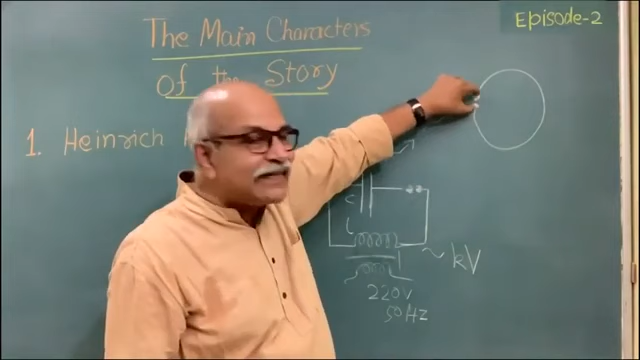 Episode-2
The Main Characters
of the Story
1. Heinrich
C
L
~ kV
220V
50Hz